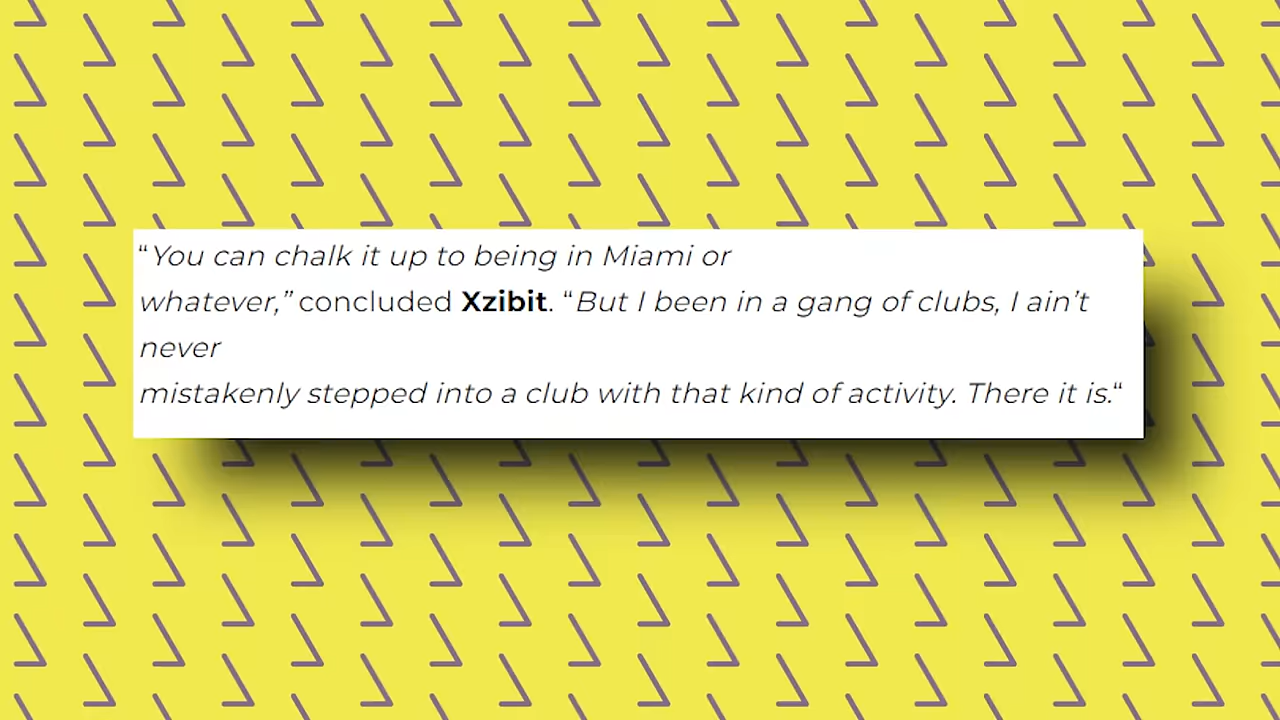 “You can chalk it up to being in Miami or
whatever,” concluded Xzibit. “But I been in a gang of clubs, I ain’t
never
mistakenly stepped into a club with that kind of activity. There it is.“